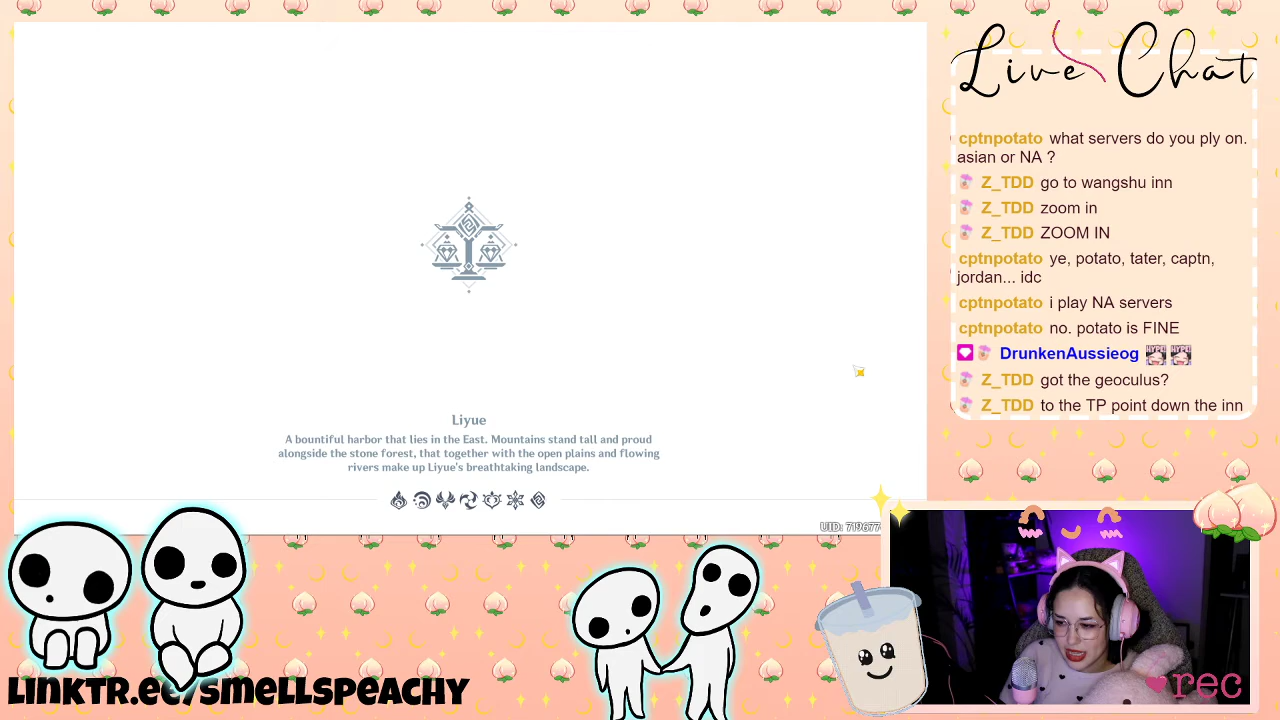 Live Chat
cptnpotato what servers do you ply on.
asian or NA ?
Z_TDD go to wangshu inn
Z_TDD zoom in
Z_TDD ZOOM IN
cptnpotato ye, potato, tater, captn,
jordan... idc
cptnpotato i play NA servers
cptnpotato no. potato is FINE
DrunkenAussieog HYPE HYPE
Z_TDD got the geoculus?
Z_TDD to the TP point down the inn
Liyue
A bountiful harbor that lies in the East. Mountains stand tall and proud
alongside the stone forest, that together with the open plains and flowing
rivers make up Liyue's breathtaking landscape.
UID: 719677
linktr.ee/smellspeachy
rec